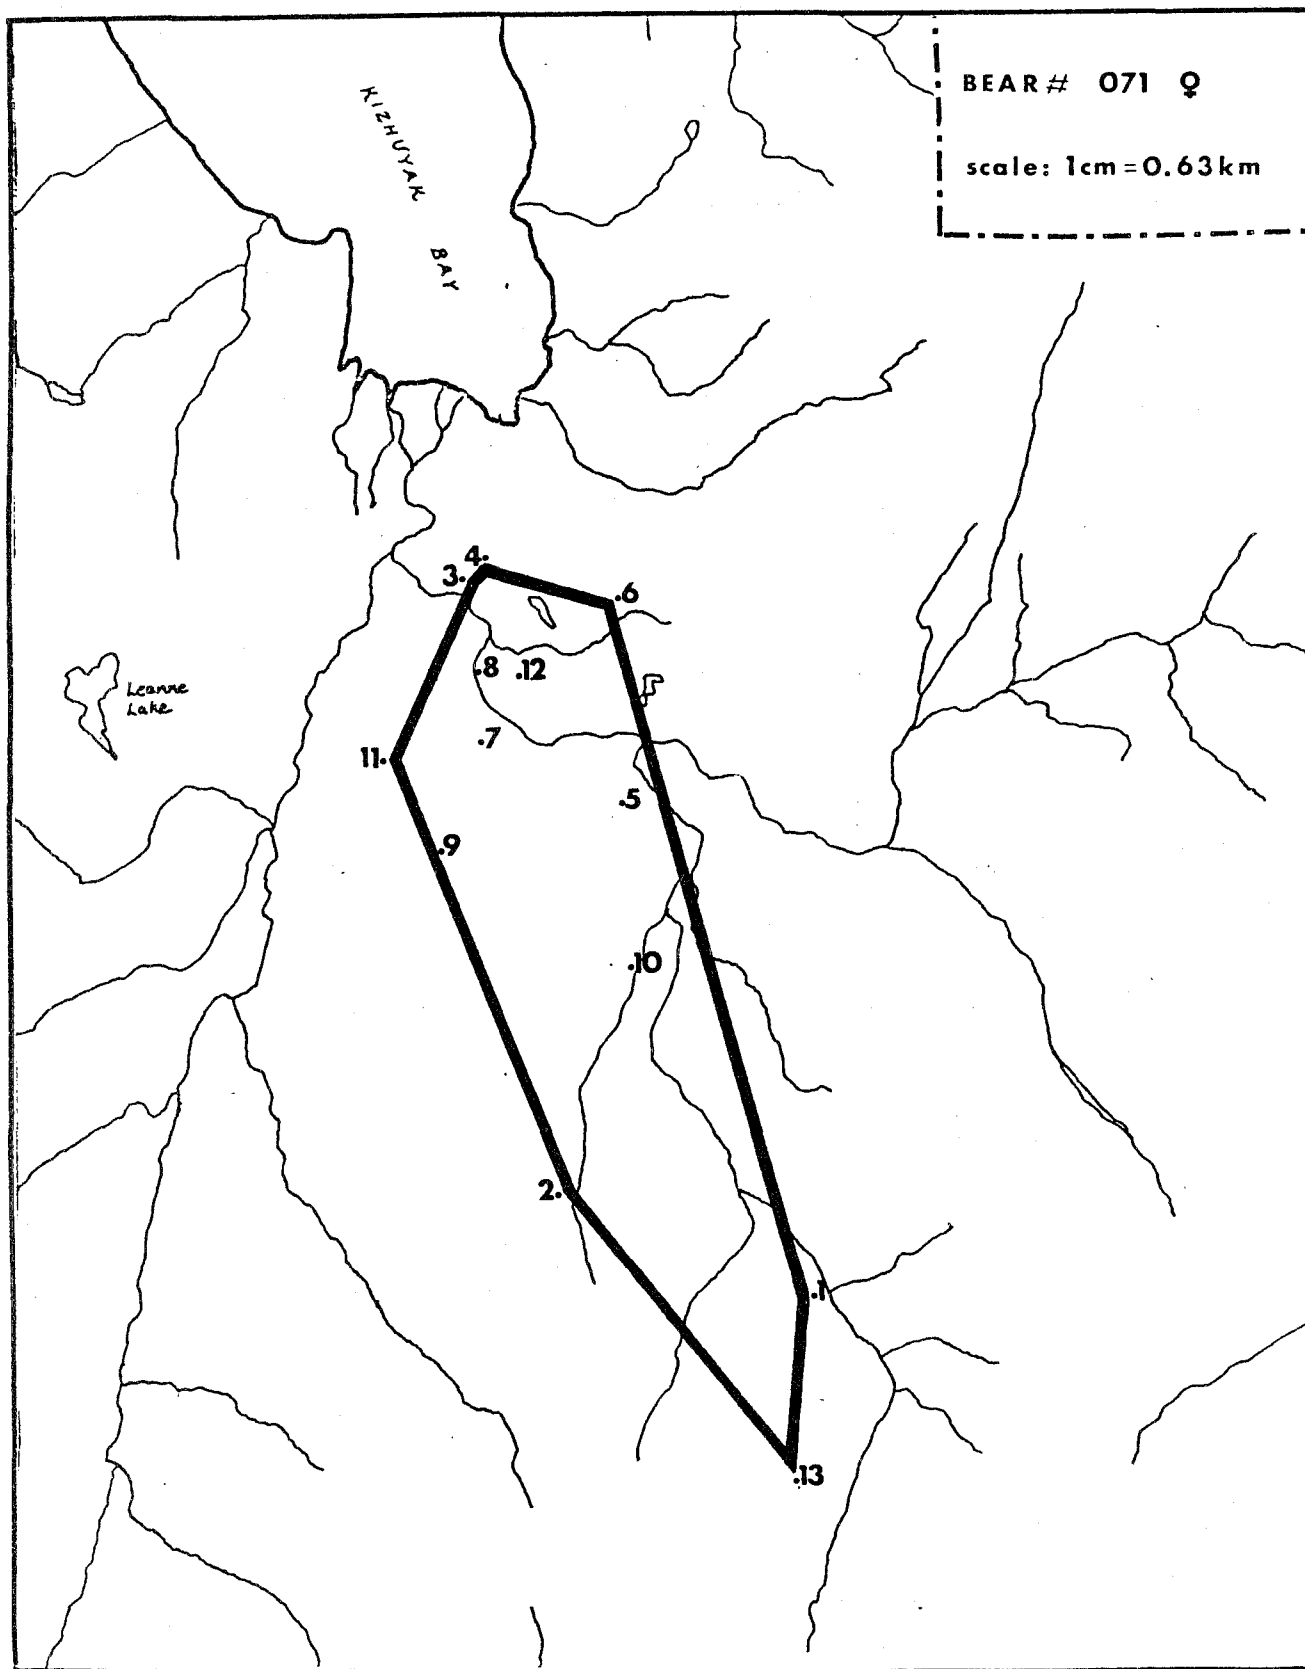 BEAR# 071 ♀
scale: 1cm=0.63km
KIZHUYAK
BAY
4.
3.
.6
.8 .12
Leanne
Lake
.7
11.
.5
.9
.10
2.
.1
.13